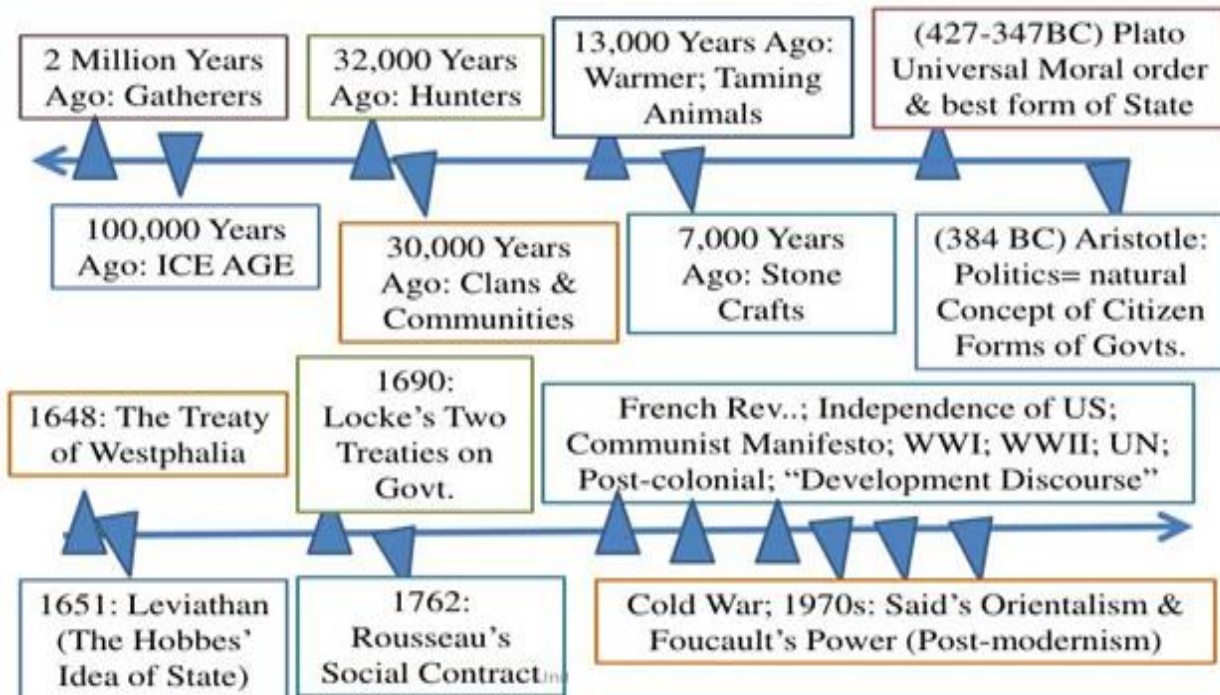 2 Million Years
Ago: Gatherers
32,000 Years
Ago: Hunters
13,000 Years Ago:
Warmer; Taming
Animals
(427-347BC) Plato
Universal Moral order
& best form of State
100,000 Years
Ago: ICE AGE
30,000 Years
Ago: Clans &
Communities
7,000 Years
Ago: Stone
Crafts
(384 BC) Aristotle:
Politics= natural
Concept of Citizen
Forms of Govts.
1648: The Treaty
of Westphalia
1690:
Locke's Two
Treaties on
Govt.
French Rev..; Independence of US;
Communist Manifesto; WWI; WWII; UN;
Post-colonial; “Development Discourse”
1651: Leviathan
(The Hobbes’
Idea of State)
1762:
Rousseau’s
Social Contract
Cold War; 1970s: Said’s Orientalism &
Foucault’s Power (Post-modernism)